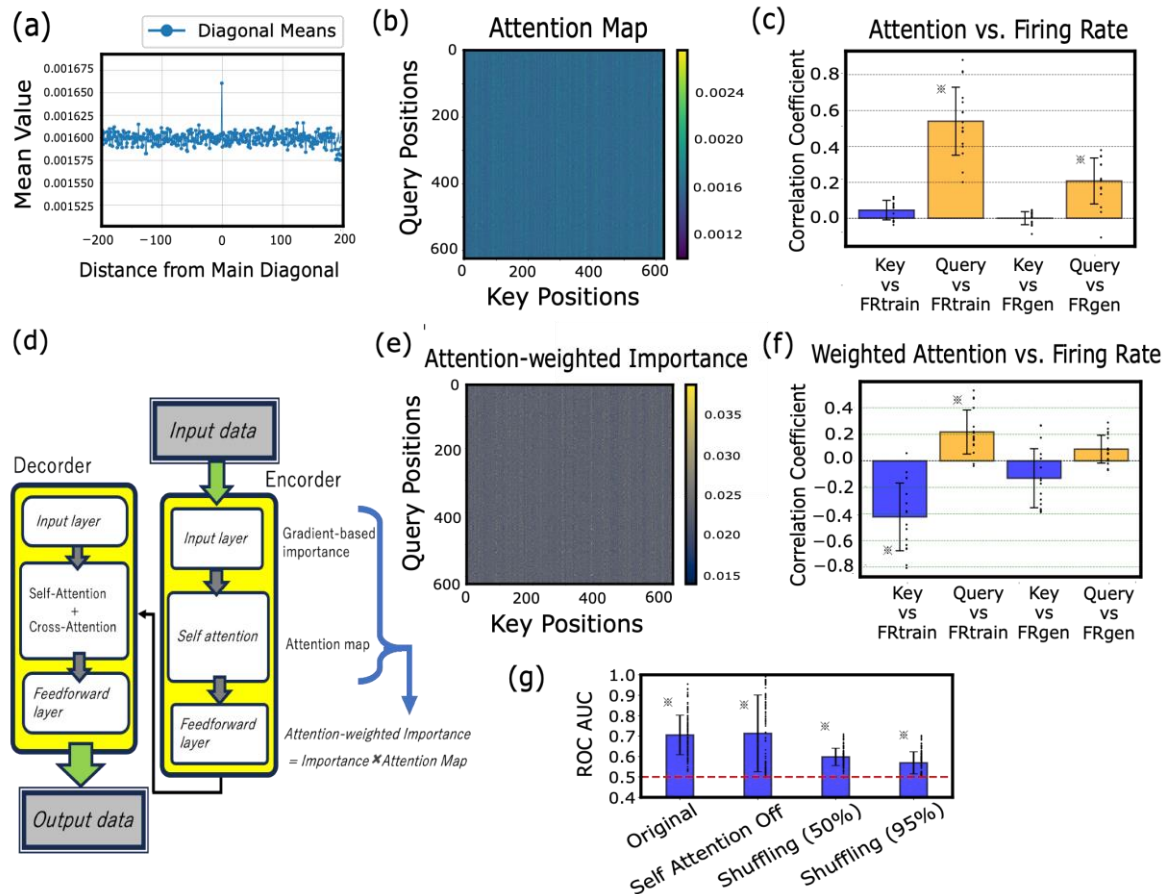 (a)
Diagonal Means
0.001675
0.001650
0.001625
0.001600
0.001575
0.001550
0.001525
Mean Value
−200
−100
0
100
200
Distance from Main Diagonal
(b)
Attention Map
0
200
400
600
Query Positions
0
200
400
600
Key Positions
0.0024
0.0020
0.0016
0.0012
(c)
Attention vs. Firing Rate
0.8
0.6
0.4
0.2
0.0
Correlation Coefficient
※
※
Key
vs
FRtrain
Query
vs
FRtrain
Key
vs
FRgen
Query
vs
FRgen
(d)
Input data
Decorder
Encorder
Input layer
Self-Attention
+
Cross-Attention
Feedforward
layer
Output data
Input layer
Self attention
Feedforward
layer
Gradient-based
importance
Attention map
Attention-weighted Importance
= Importance × Attention Map
(e)
Attention-weighted Importance
0
200
400
600
Query Positions
0
200
400
600
Key Positions
0.035
0.030
0.025
0.020
0.015
(f)
Weighted Attention vs. Firing Rate
0.4
0.2
0.0
−0.2
−0.4
−0.6
−0.8
Correlation Coefficient
※
※
Key
vs
FRtrain
Query
vs
FRtrain
Key
vs
FRgen
Query
vs
FRgen
(g)
1.0
0.9
0.8
0.7
0.6
0.5
0.4
ROC AUC
※
※
※
※
Original
Self Attention Off
Shuffling (50%)
Shuffling (95%)